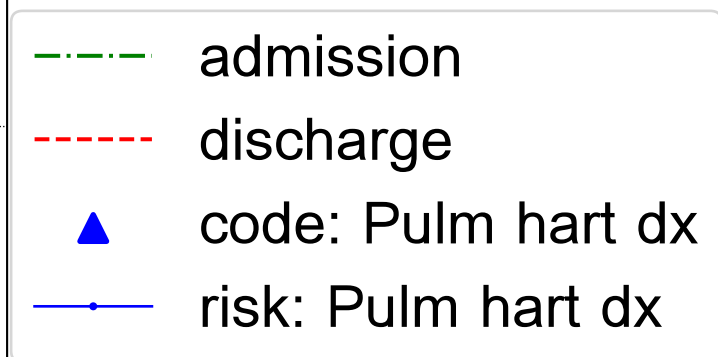 admission
discharge
code: Pulm hart dx
risk: Pulm hart dx